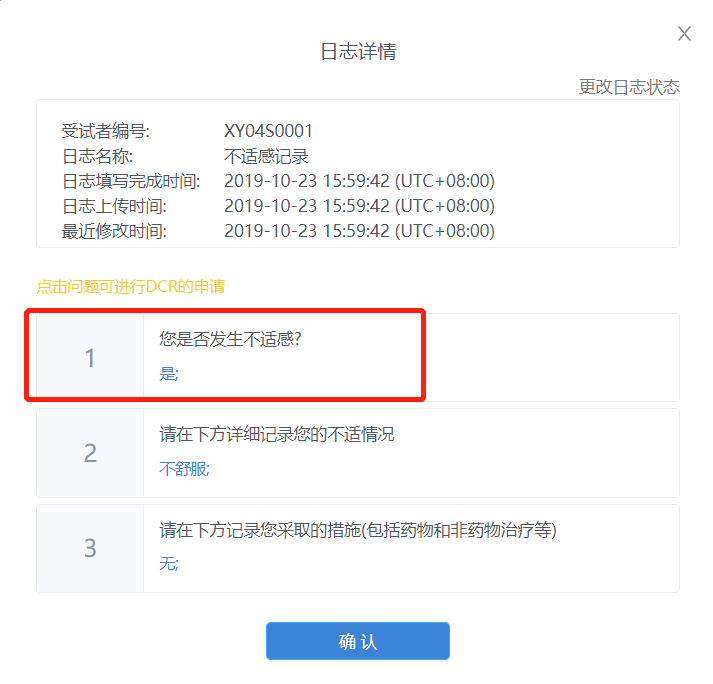 日志详情
更改日志状态
受试者编号: XY04S0001
日志名称: 不适感记录
日志填写完成时间: 2019-10-23 15:59:42 (UTC+08:00)
日志上传时间: 2019-10-23 15:59:42 (UTC+08:00)
最近修改时间: 2019-10-23 15:59:42 (UTC+08:00)
点击问题可进行DCR的申请
1
您是否发生不适感?
是;
2
请在下方详细记录您的不适情况
不舒服;
3
请在下方记录您采取的措施(包括药物和非药物治疗等)
无;
确 认